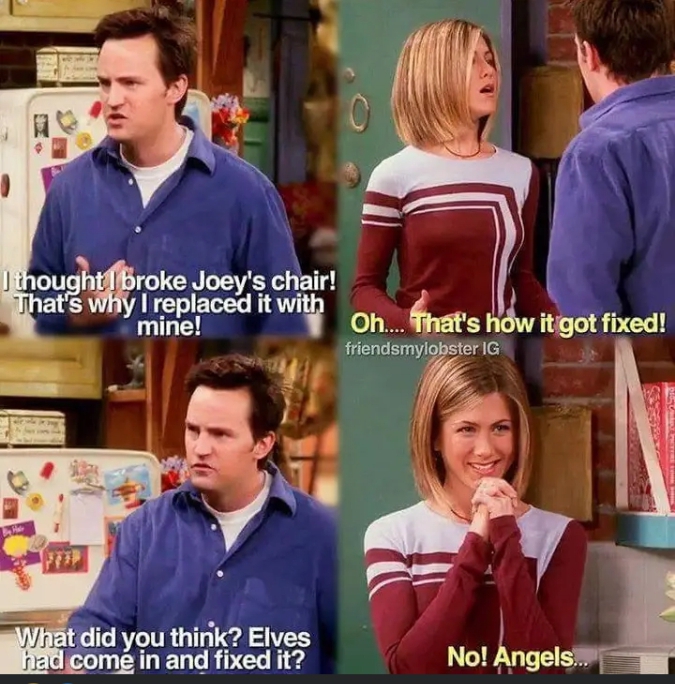 I thought I broke Joey's chair!
That's why I replaced it with
mine!
Oh.... That's how it got fixed!
friendsmylobster IG
What did you think? Elves
had come in and fixed it?
No! Angels...